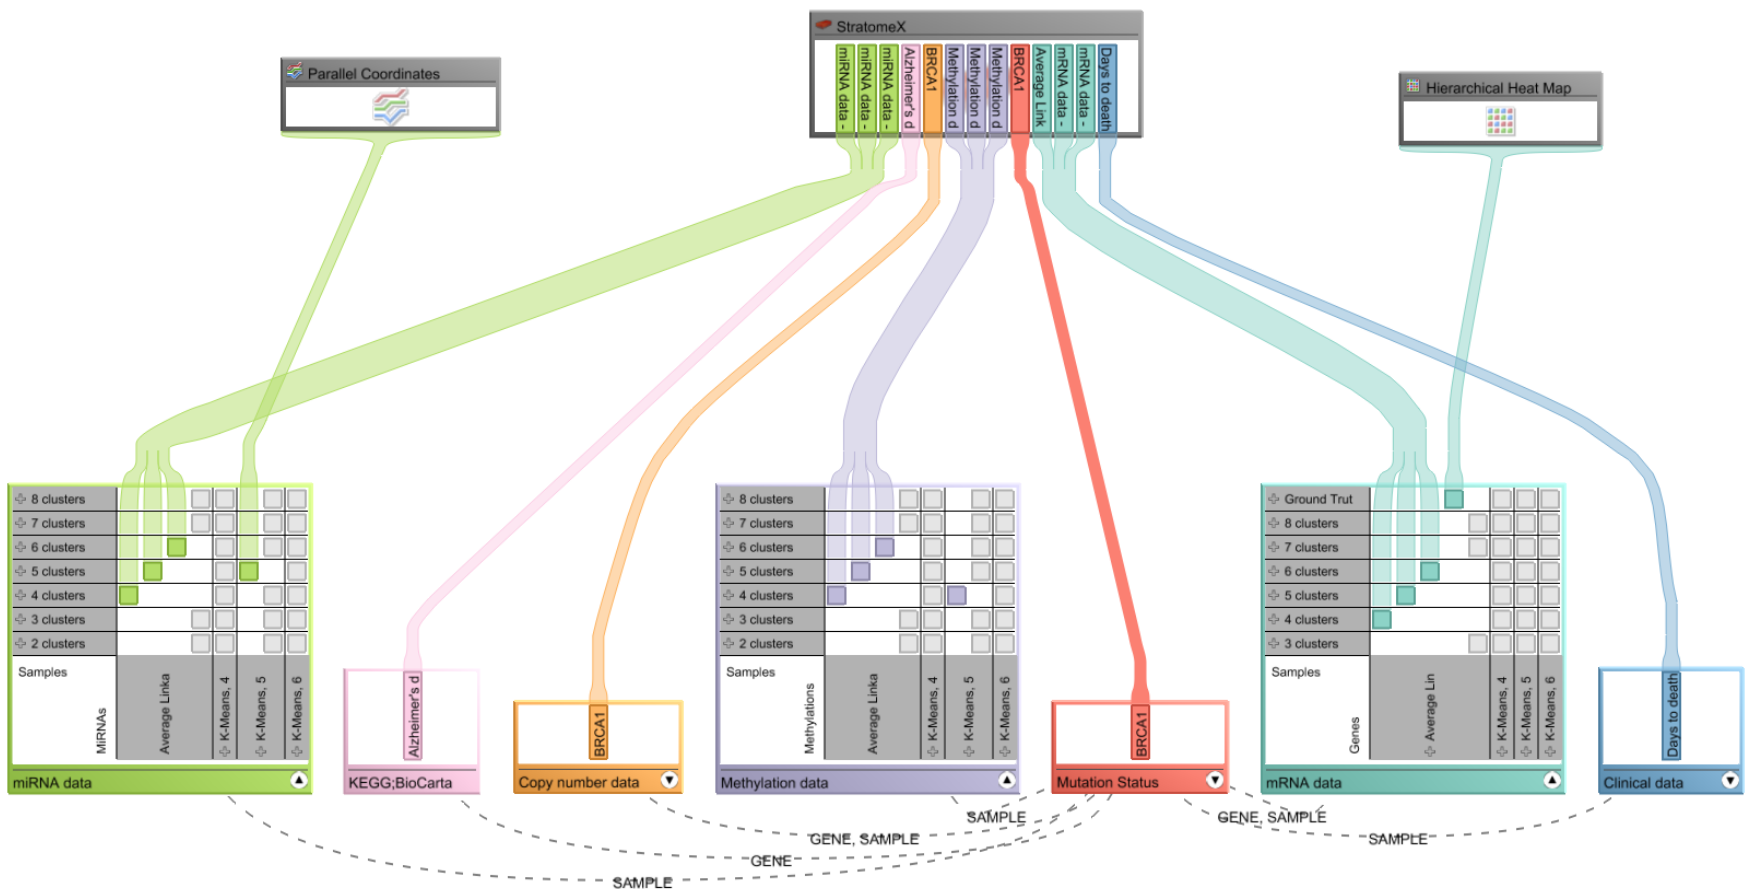 StratomeX
Parallel Coordinates
Hierarchical Heat Map
miRNA data -
miRNA data -
miRNA data -
Alzheimer's d
BRCA1
Methylation d
Methylation d
Methylation d
BRCA1
Average Link
mRNA data -
mRNA data -
Days to death
8 clusters
7 clusters
6 clusters
5 clusters
4 clusters
3 clusters
2 clusters
Samples
MiRNAs
Average Linka
K-Means, 4
K-Means, 5
K-Means, 6
miRNA data
Alzheimer's d
KEGG;BioCarta
BRCA1
Copy number data
8 clusters
7 clusters
6 clusters
5 clusters
4 clusters
3 clusters
2 clusters
Samples
Methylations
Average Linka
K-Means, 4
K-Means, 5
K-Means, 6
Methylation data
BRCA1
Mutation Status
Ground Trut
8 clusters
7 clusters
6 clusters
5 clusters
4 clusters
3 clusters
Samples
Genes
Average Lin
K-Means, 4
K-Means, 5
K-Means, 6
mRNA data
Days to death
Clinical data
SAMPLE
GENE, SAMPLE
GENE, SAMPLE
SAMPLE
GENE
SAMPLE